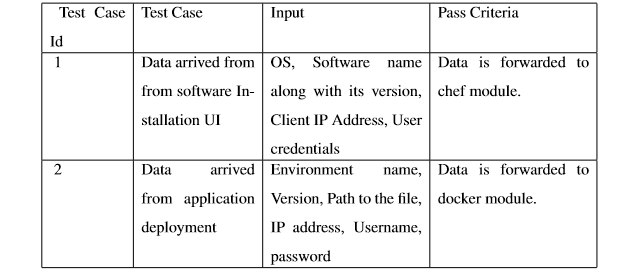 Test Case Id
Test Case
Input
Pass Criteria
1
Data arrived from
from software In-
stallation UI
OS, Software name
along with its version,
Client IP Address, User
credentials
Data is forwarded to
chef module.
2
Data arrived
from application
deployment
Environment name,
Version, Path to the file,
IP address, Username,
password
Data is forwarded to
docker module.